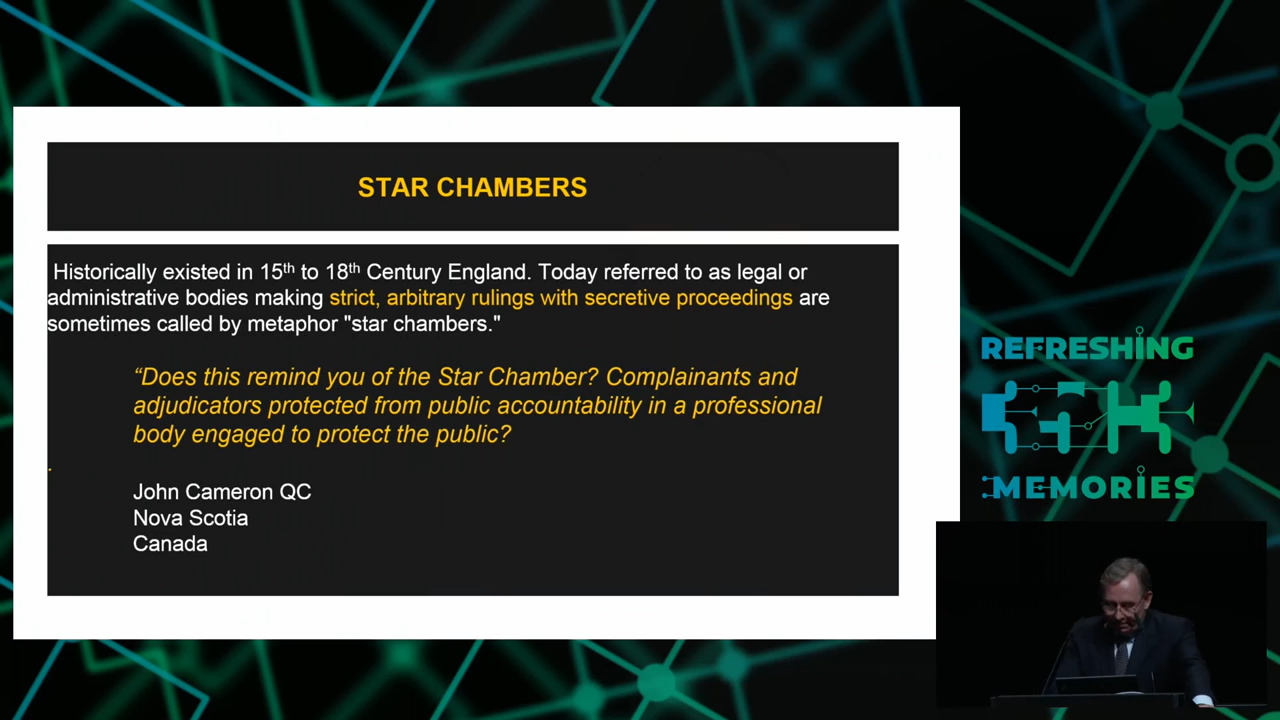 STAR CHAMBERS
Historically existed in 15th to 18th Century England. Today referred to as legal or
administrative bodies making strict, arbitrary rulings with secretive proceedings are
sometimes called by metaphor "star chambers."
“Does this remind you of the Star Chamber? Complainants and
adjudicators protected from public accountability in a professional
body engaged to protect the public?
.
John Cameron QC
Nova Scotia
Canada
REFRESHING
MEMORIES